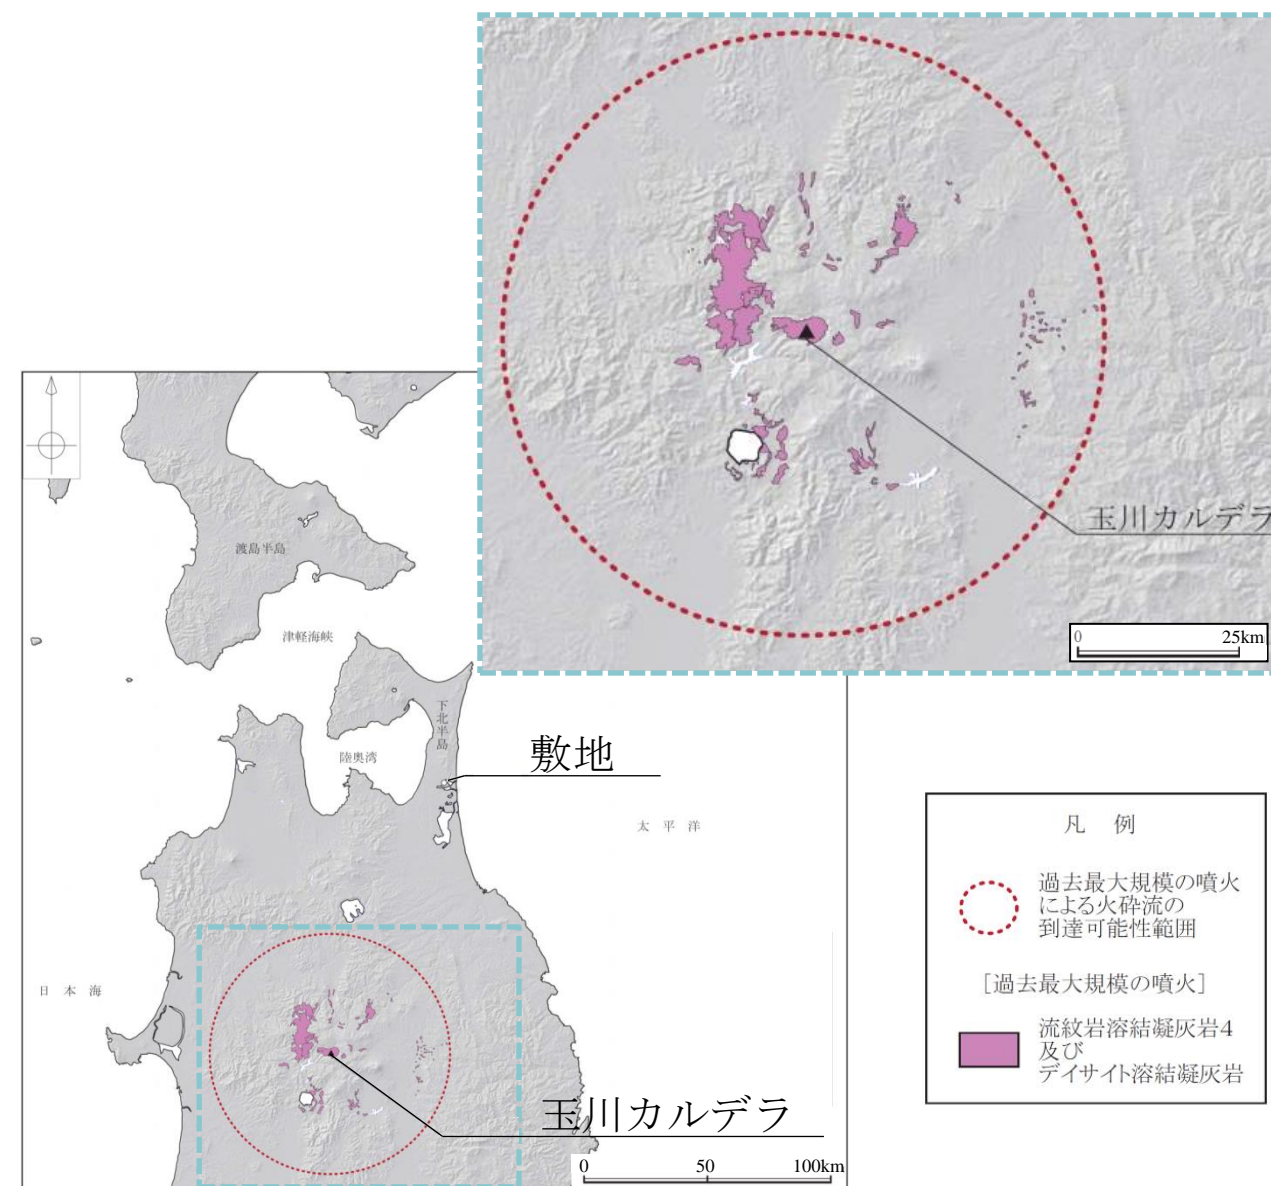 玉川カルデラ
0 25km
渡島半島
津軽海峡
下北半島
陸奥湾
敷地
太平洋
日本海
玉川カルデラ
0 50 100km
凡 例
過去最大規模の噴火
による火砕流の
到達可能性範囲
[過去最大規模の噴火]
流紋岩溶結凝灰岩4
及び
デイサイト溶結凝灰岩